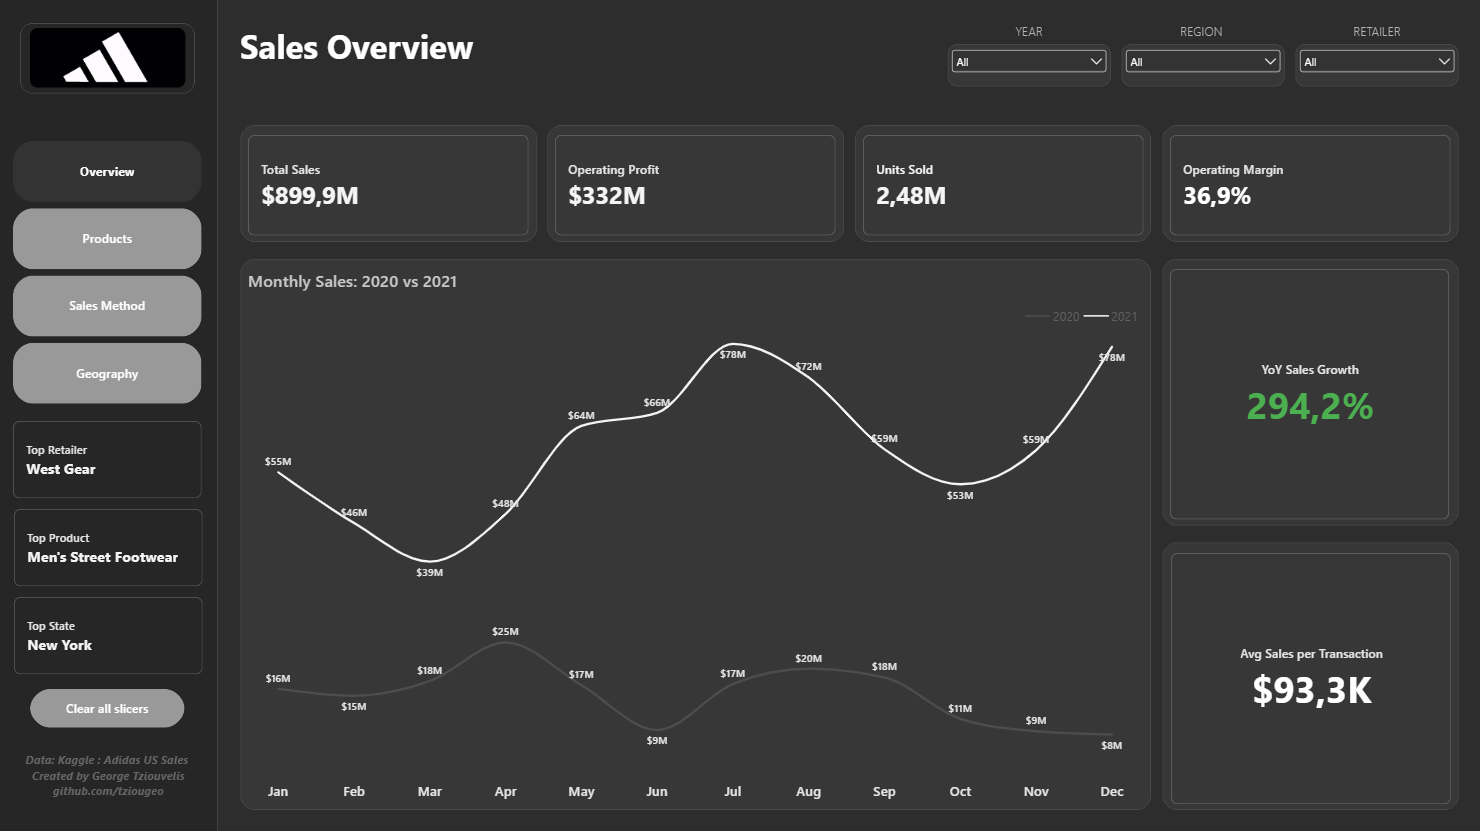 Sales Overview
YEAR
REGION
RETAILER
All
All
All
Overview
Products
Sales Method
Geography
Top Retailer
West Gear
Top Product
Men's Street Footwear
Top State
New York
Clear all slicers
Data: Kaggle : Adidas US Sales
Created by George Tziouvelis
github.com/tziougeo
Total Sales
$899,9M
Operating Profit
$332M
Units Sold
2,48M
Operating Margin
36,9%
Monthly Sales: 2020 vs 2021
2020
2021
$55M
$46M
$39M
$48M
$64M
$66M
$78M
$72M
$59M
$53M
$59M
$78M
$16M
$15M
$18M
$25M
$17M
$9M
$17M
$20M
$18M
$11M
$9M
$8M
Jan
Feb
Mar
Apr
May
Jun
Jul
Aug
Sep
Oct
Nov
Dec
YoY Sales Growth
294,2%
Avg Sales per Transaction
$93,3K